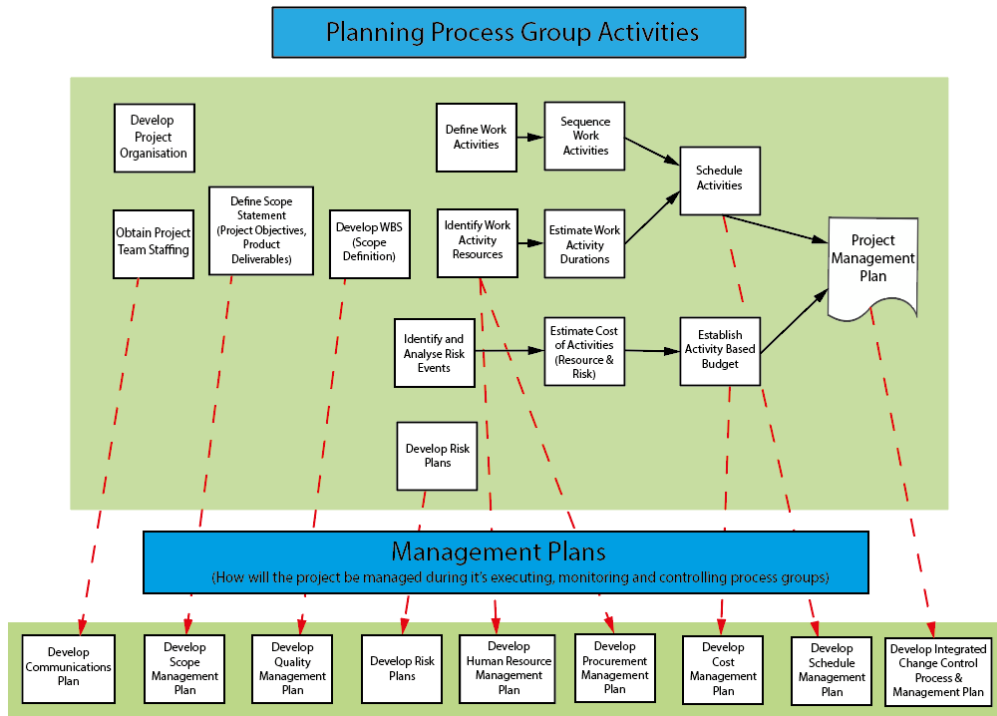 Planning Process Group Activities
Develop
Project
Organisation
Define Work
Activities
Sequence
Work
Activities
Schedule
Activities
Obtain Project
Team Staffing
Define Scope
Statement
(Project Objectives,
Product
Deliverables)
Develop WBS
(Scope
Definition)
Identify Work
Activity
Resources
Estimate Work
Activity
Durations
Project
Management
Plan
Identify and
Analyse Risk
Events
Estimate Cost
of Activities
(Resource &
Risk)
Establish
Activity Based
Budget
Develop Risk
Plans
Management Plans
(How will the project be managed during it's executing, monitoring and controlling process groups)
Develop
Communications
Plan
Develop
Scope
Management
Plan
Develop
Quality
Management
Plan
Develop Risk
Plans
Develop
Human Resource
Management Plan
Develop
Procurement
Management
Plan
Develop
Cost
Management
Plan
Develop
Schedule
Management
Plan
Develop Integrated
Change Control
Process &
Management Plan